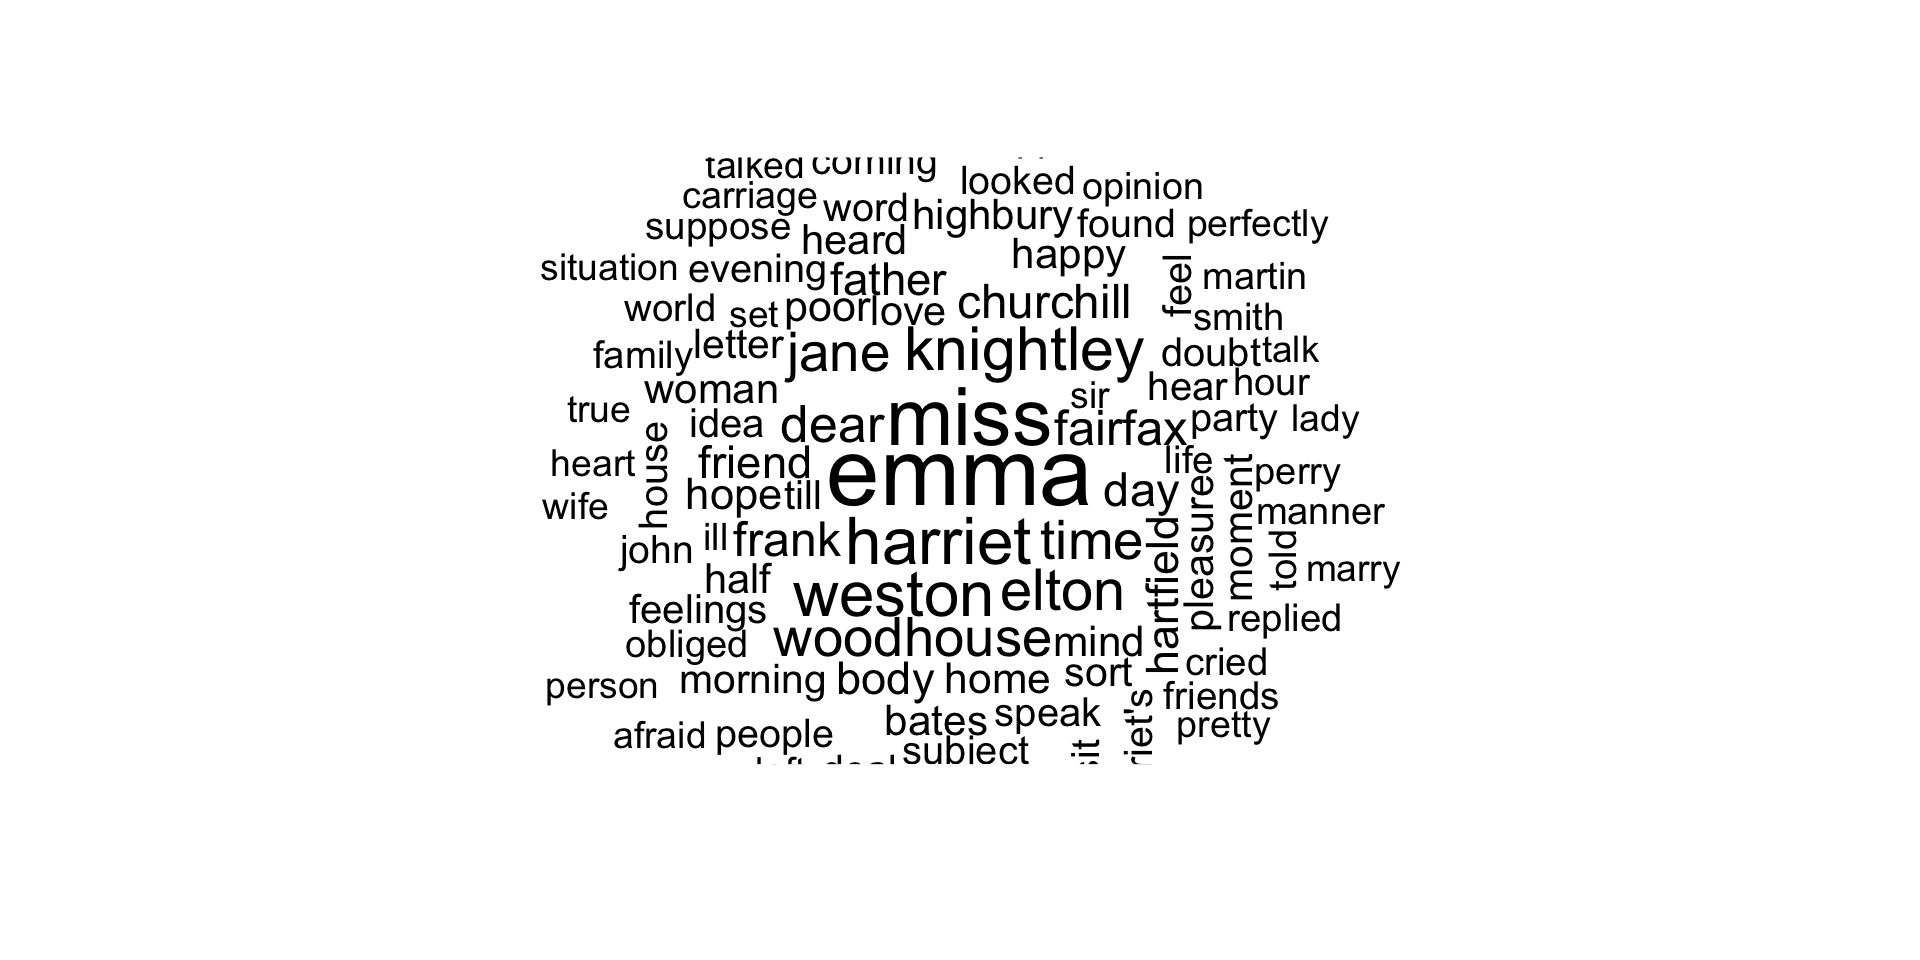 talked coming
looked opinion
carriage word highbury found perfectly
suppose heard
happy
situation evening father feel martin
world set poor love churchill smith
family letter jane knightley doubt talk
woman sir hear hour
true idea dear miss fairfax party lady
house
heart friend emma life perry
wife hope till day pleasure moment manner
john ill frank harriet time hartfield told marry
half weston elton
feelings replied
obliged woodhouse mind cried
person morning body home sort friends
afraid people bates speak pretty
subject